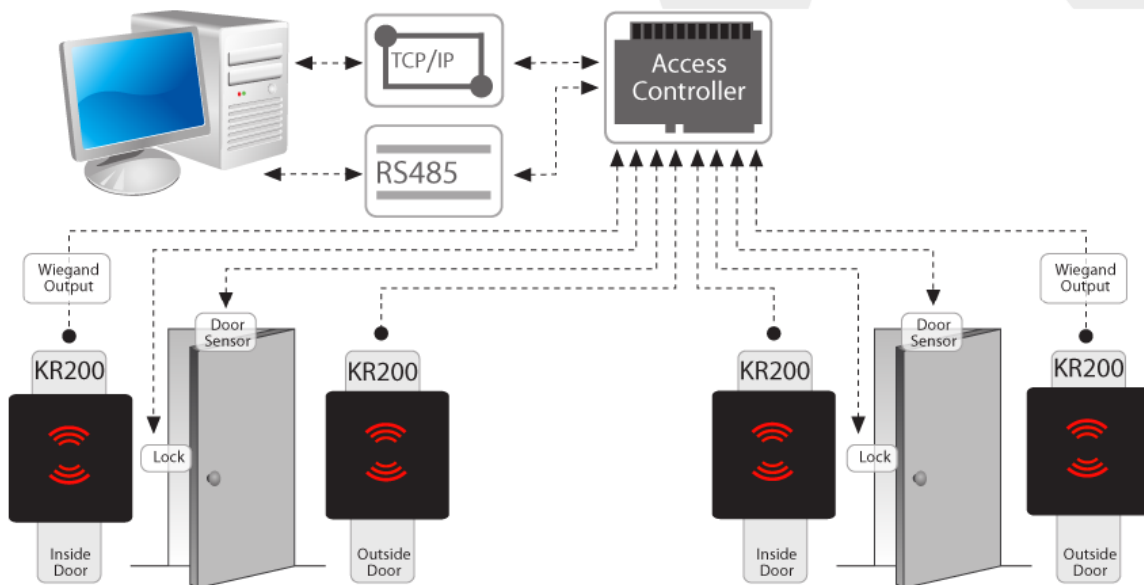 TCP/IP
Access
Controller
RS485
Wiegand
Output
Wiegand
Output
Door
Sensor
Door
Sensor
KR200
KR200
KR200
KR200
Lock
Lock
Inside
Door
Outside
Door
Inside
Door
Outside
Door